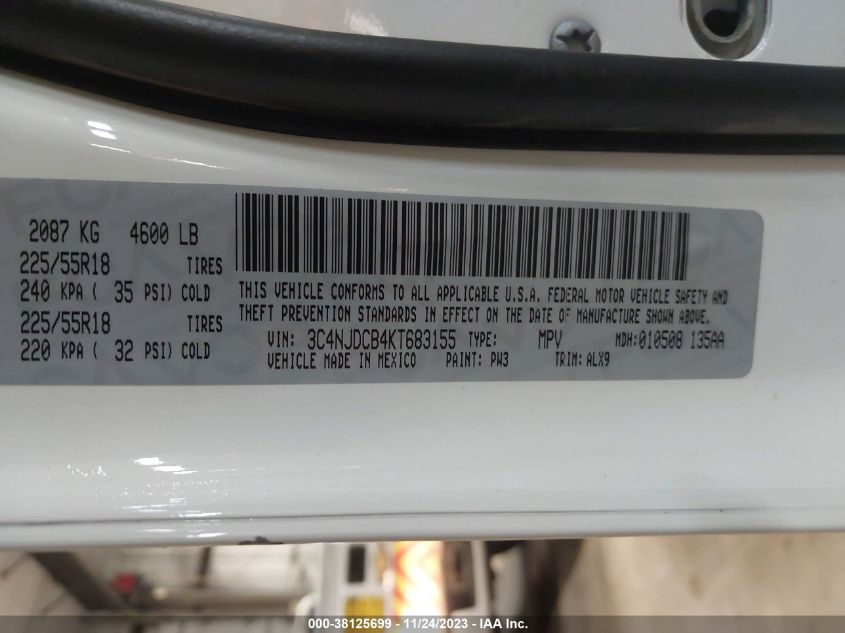 2087 KG 4600 LB
225/55R18 TIRES
240 KPA ( 35 PSI) COLD
225/55R18 TIRES
220 KPA ( 32 PSI) COLD
THIS VEHICLE CONFORMS TO ALL APPLICABLE U.S.A. FEDERAL MOTOR VEHICLE SAFETY AND
THEFT PREVENTION STANDARDS IN EFFECT ON THE DATE OF MANUFACTURE SHOWN ABOVE.
VIN: 3C4NJDCB4KT683155 TYPE: MPV MDH:010508 135AA
VEHICLE MADE IN MEXICO PAINT: PW3 TRIM: ALX9
000-38125699 - 11/24/2023 - IAA Inc.